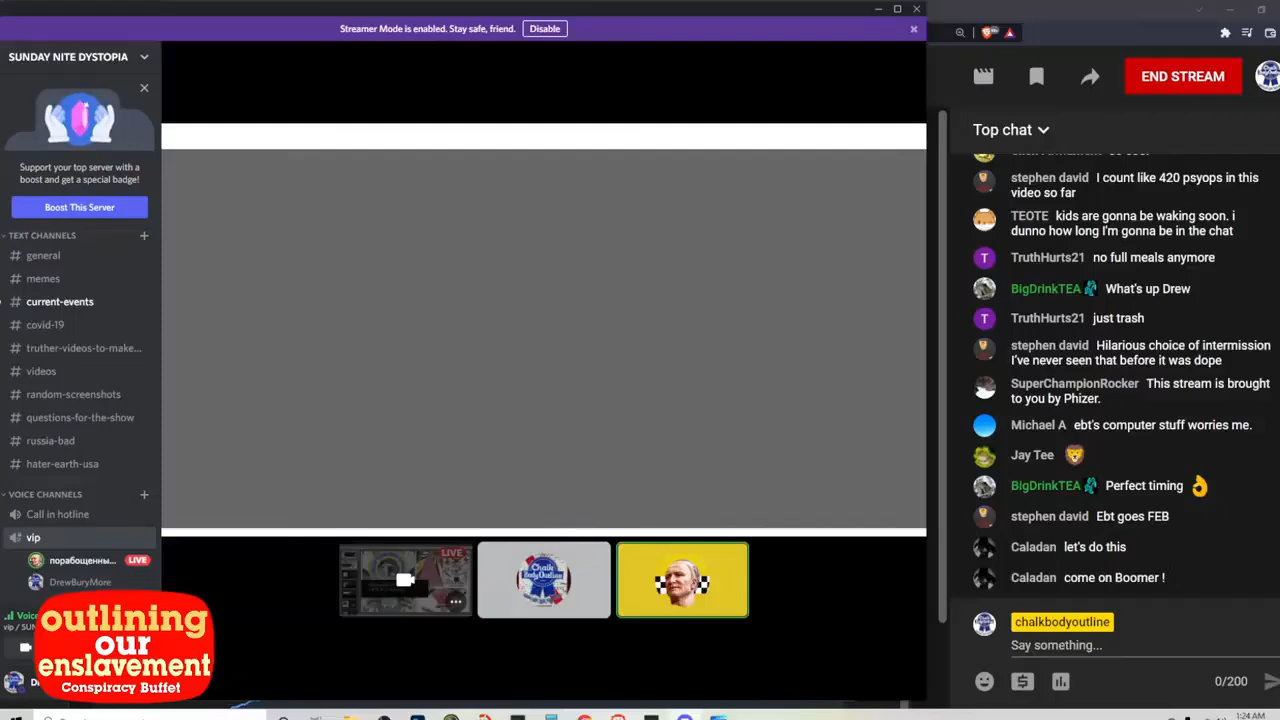 Streamer Mode is enabled. Stay safe, friend.
Disable
SUNDAY NITE DYSTOPIA
Support your top server with a
boost and get a special badge!
Boost This Server
TEXT CHANNELS
# general
# memes
# current-events
# covid-19
# truther-videos-to-make...
# videos
# random-screenshots
# questions-for-the-show
# russia-bad
# hater-earth-usa
VOICE CHANNELS
Call in hotline
vip
порабощенны... LIVE
DrewBuryMore
Voic
vip / SUN
outlining
our
enslavement
Conspiracy Buffet
LIVE
Chalk
Body Outline
END STREAM
Top chat
stephen david I count like 420 psyops in this
video so far
TEOTE kids are gonna be waking soon. i
dunno how long I'm gonna be in the chat
T TruthHurts21 no full meals anymore
BigDrinkTEA What's up Drew
T TruthHurts21 just trash
stephen david Hilarious choice of intermission
I've never seen that before it was dope
SuperChampionRocker This stream is brought
to you by Phizer.
Michael A ebt's computer stuff worries me.
Jay Tee
BigDrinkTEA Perfect timing
stephen david Ebt goes FEB
Caladan let's do this
Caladan come on Boomer !
chalkbodyoutline
Say something...
0/200
1:24 AM